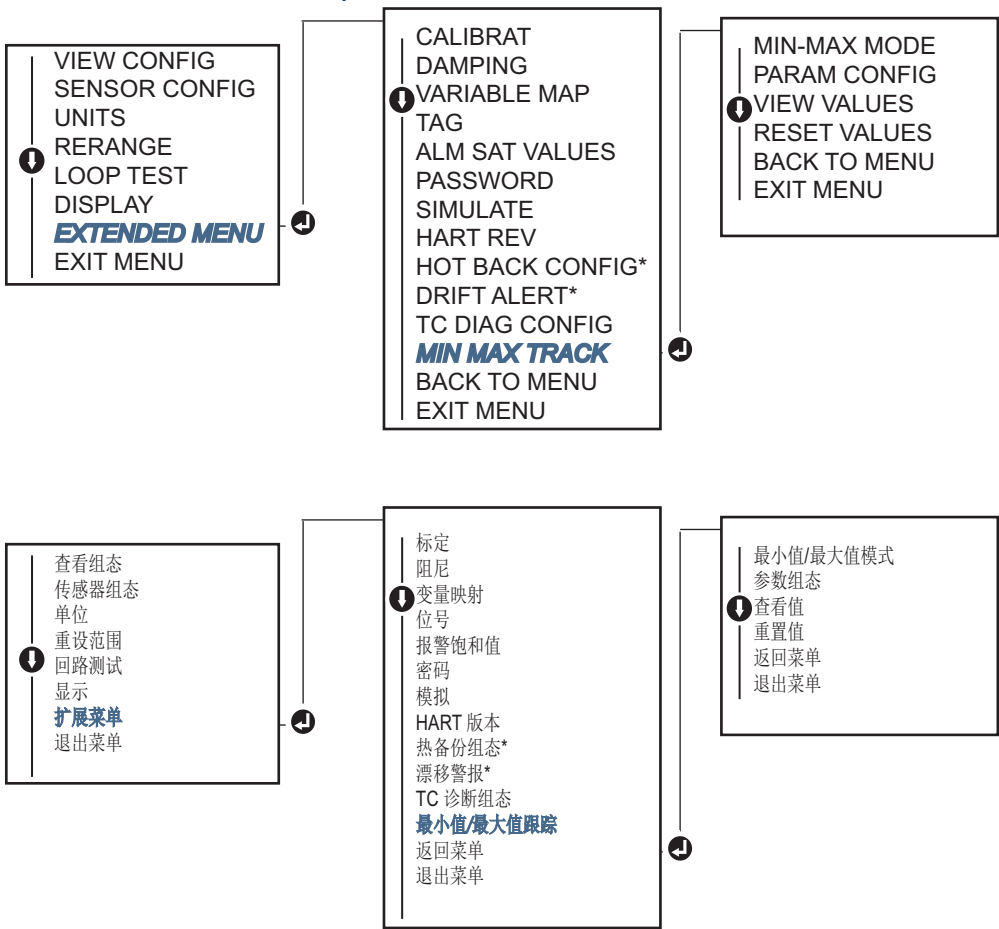 VIEW CONFIG
SENSOR CONFIG
UNITS
RERANGE
LOOP TEST
DISPLAY
EXTENDED MENU
EXIT MENU
CALIBRAT
DAMPING
VARIABLE MAP
TAG
ALM SAT VALUES
PASSWORD
SIMULATE
HART REV
HOT BACK CONFIG*
DRIFT ALERT*
TC DIAG CONFIG
MIN MAX TRACK
BACK TO MENU
EXIT MENU
MIN-MAX MODE
PARAM CONFIG
VIEW VALUES
RESET VALUES
BACK TO MENU
EXIT MENU
查看组态
传感器组态
单位
重设范围
回路测试
显示
扩展菜单
退出菜单
标定
阻尼
变量映射
位号
报警饱和值
密码
模拟
HART 版本
热备份组态*
漂移警报*
TC 诊断组态
最小值/最大值跟踪
返回菜单
退出菜单
最小值/最大值模式
参数组态
查看值
重置值
返回菜单
退出菜单